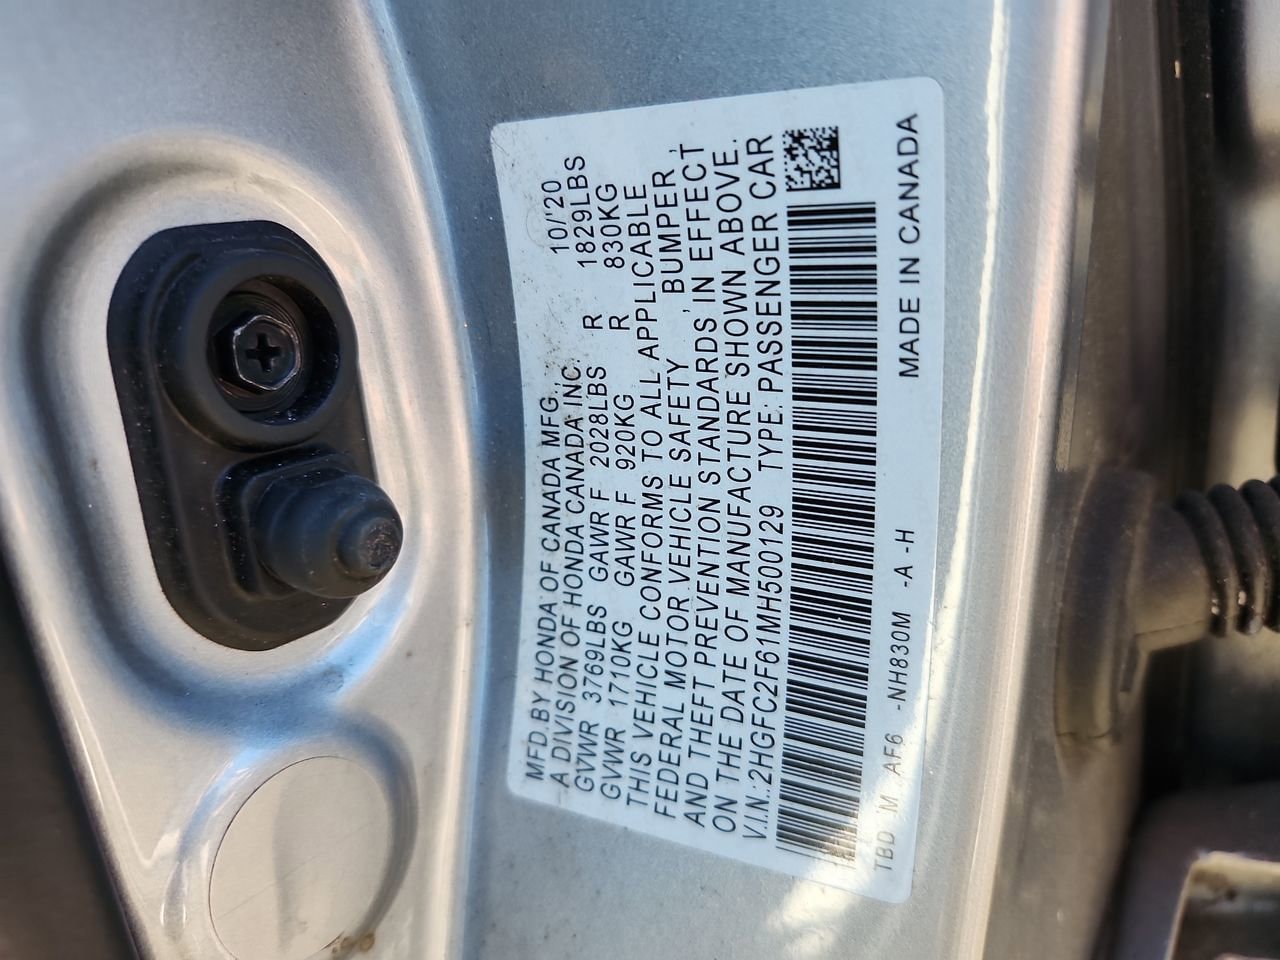 MFD.BY HONDA OF CANADA MFG., 10/'20
A DIVISION OF HONDA CANADA INC.
GVWR 3769LBS GAWR F 2028LBS R 1829LBS
GVWR 1710KG GAWR F 920KG R 830KG
THIS VEHICLE CONFORMS TO ALL APPLICABLE
FEDERAL MOTOR VEHICLE SAFETY , BUMPER ,
AND THEFT PREVENTION STANDARDS, IN EFFECT
ON THE DATE OF MANUFACTURE SHOWN ABOVE.
V.I.N.:2HGFC2F61MH500129 TYPE: PASSENGER CAR
TBD M AF6 -NH830M -A -H MADE IN CANADA